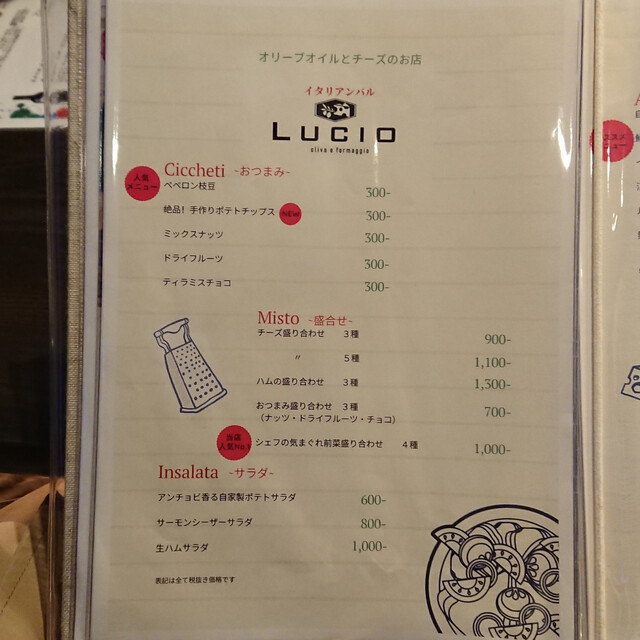 オリーブオイルとチーズのお店
イタリアンバル
LUCIO
oliva e formaggio
Ciccheti -おつまみ-
人気
メニュー
ペペロン枝豆 300-
絶品!手作りポテトチップス NEW 300-
ミックスナッツ 300-
ドライフルーツ 300-
ティラミスチョコ 300-
Misto -盛合せ-
チーズ盛り合わせ 3種 900-
〃 5種 1,100-
ハムの盛り合わせ 3種 1,300-
おつまみ盛り合わせ 3種 700-
(ナッツ・ドライフルーツ・チョコ)
当店
人気No.1
シェフの気まぐれ前菜盛り合わせ 4種 1,000-
Insalata -サラダ-
アンチョビ香る自家製ポテトサラダ 600-
サーモンシーザーサラダ 800-
生ハムサラダ 1,000-
表記は全て税抜き価格です